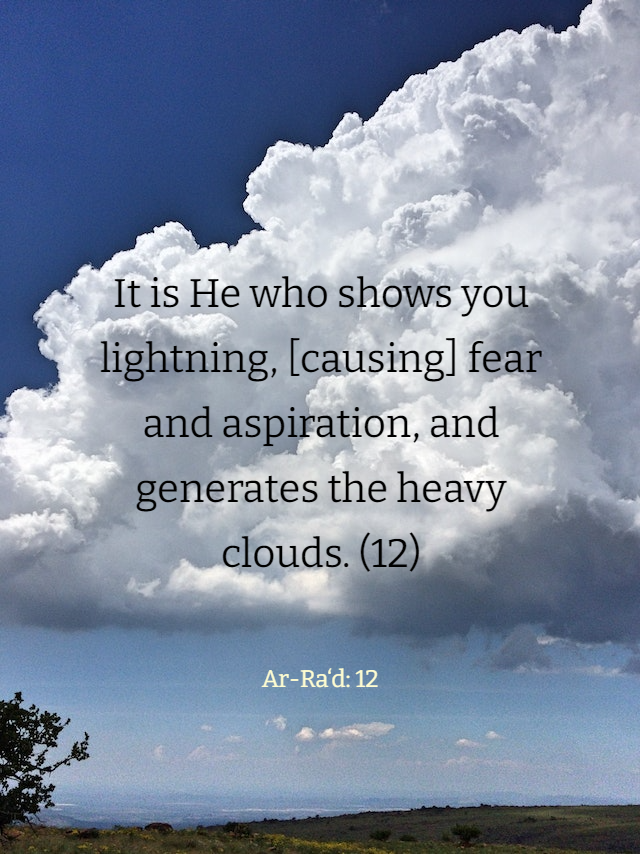 It is He who shows you
lightning, [causing] fear
and aspiration, and
generates the heavy
clouds. (12)
Ar-Ra‘d: 12